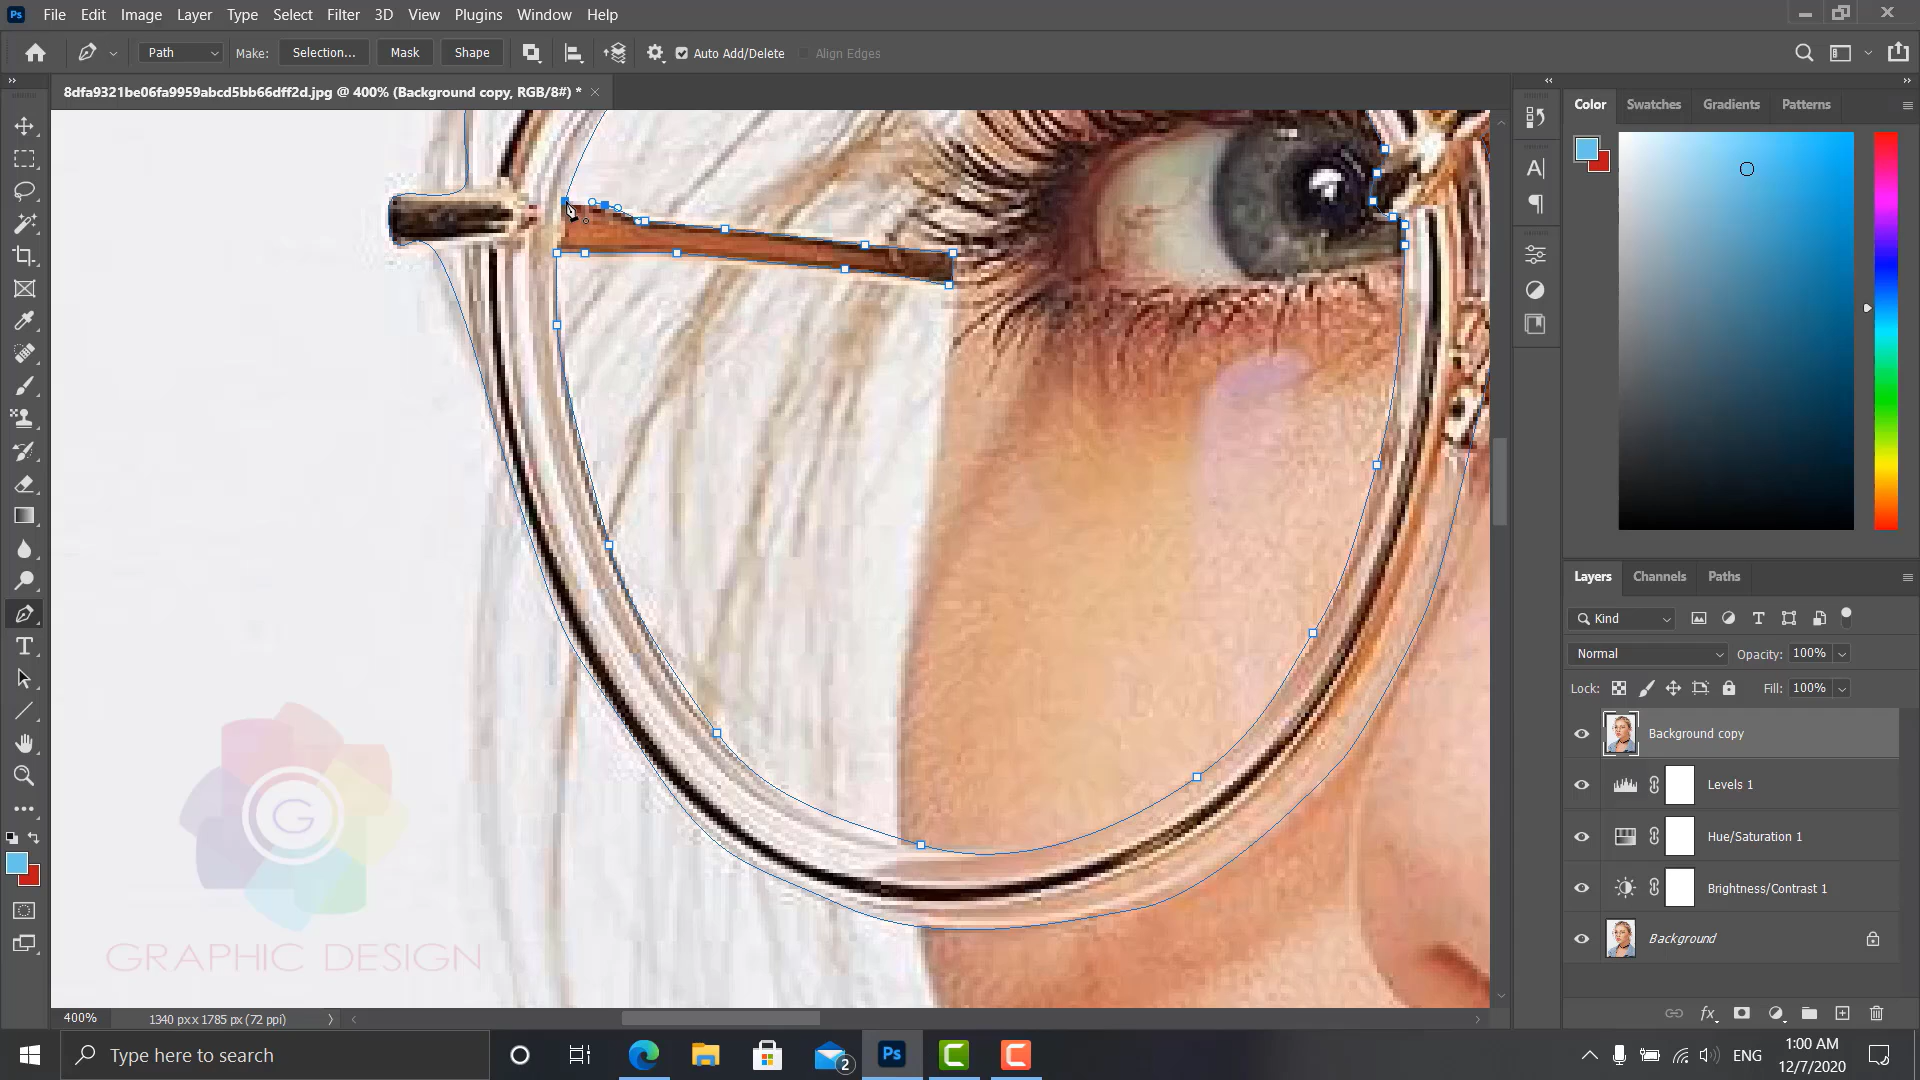 Ps File Edit Image Layer Type Select Filter 3D View Plugins Window Help
Path Make: Selection... Mask Shape Auto Add/Delete Align Edges
8dfa9321be06fa9959abcd5bb66dff2d.jpg @ 400% (Background copy, RGB/8#) *
Color Swatches Gradients Patterns
Layers Channels Paths
Kind
Normal Opacity: 100%
Lock: Fill: 100%
Background copy
Levels 1
Hue/Saturation 1
Brightness/Contrast 1
Background
G
GRAPHIC DESIGN
400% 1340 px x 1785 px (72 ppi)
Type here to search
2
Ps
ENG
1:00 AM
12/7/2020